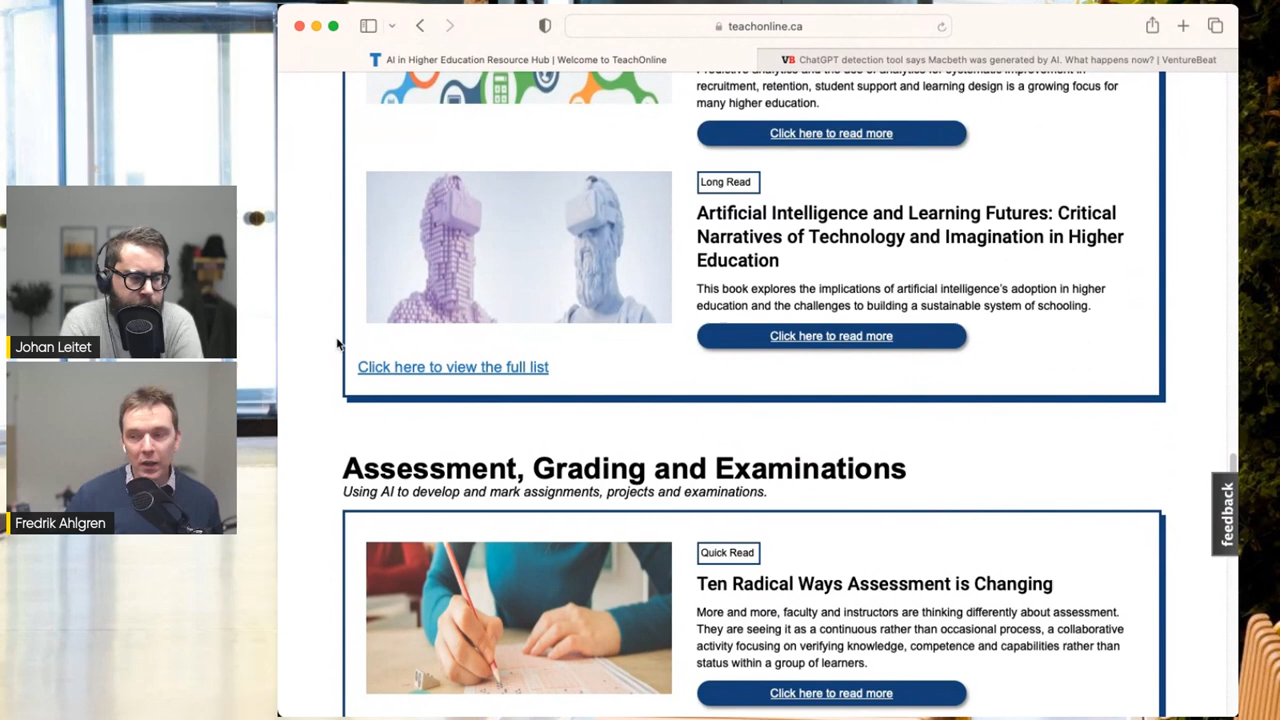 teachonline.ca
AI in Higher Education Resource Hub | Welcome to TeachOnline
VB ChatGPT detection tool says Macbeth was generated by AI. What happens now? | VentureBeat
Predictive analytics and the use of analytics for systematic improvement in
recruitment, retention, student support and learning design is a growing focus for
many higher education.
Click here to read more
Long Read
Artificial Intelligence and Learning Futures: Critical
Narratives of Technology and Imagination in Higher
Education
This book explores the implications of artificial intelligence's adoption in higher
education and the challenges to building a sustainable system of schooling.
Click here to read more
Click here to view the full list
Johan Leitet
Fredrik Ahlgren
Assessment, Grading and Examinations
Using AI to develop and mark assignments, projects and examinations.
feedback
Quick Read
Ten Radical Ways Assessment is Changing
More and more, faculty and instructors are thinking differently about assessment.
They are seeing it as a continuous rather than occasional process, a collaborative
activity focusing on verifying knowledge, competence and capabilities rather than
status within a group of learners.
Click here to read more